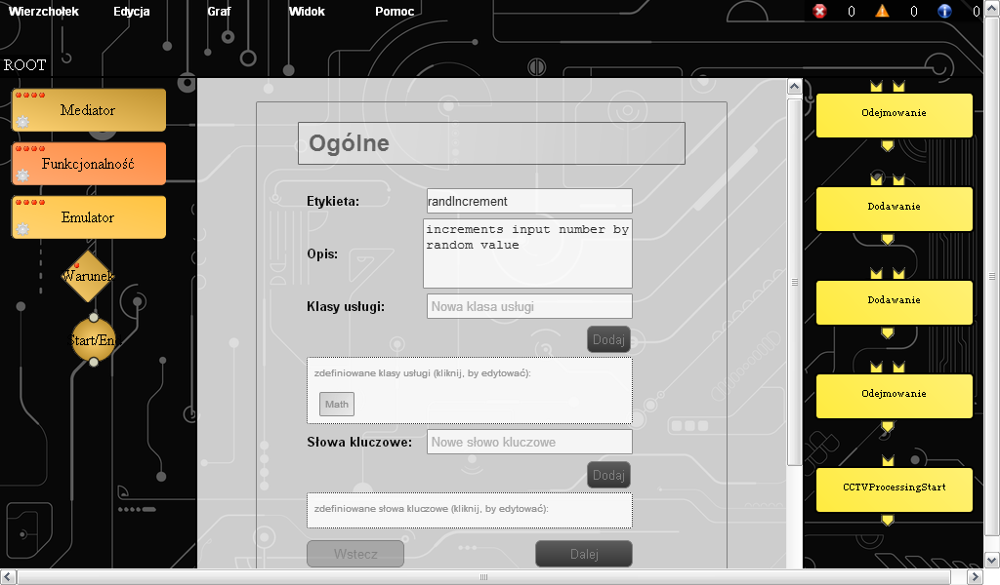 Wierzchołek Edycja Graf Widok Pomoc 0 0 0
ROOT
Mediator
Funkcjonalność
Emulator
Warunek
Start/En
Ogólne
Etykieta: randIncrement
Opis: increments input number by
random value
Klasy usługi: Nowa klasa usługi
Dodaj
zdefiniowane klasy usługi (kliknij, by edytować):
Math
Słowa kluczowe: Nowe słowo kluczowe
Dodaj
zdefiniowane słowa kluczowe (kliknij, by edytować):
Wstecz Dalej
Odejmowanie
Dodawanie
Dodawanie
Odejmowanie
CCTVProcessingStart